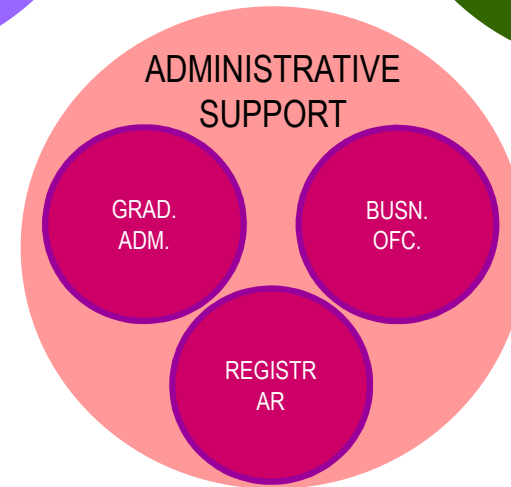 ADMINISTRATIVE
SUPPORT
GRAD.
ADM.
BUSN.
OFC.
REGISTR
AR